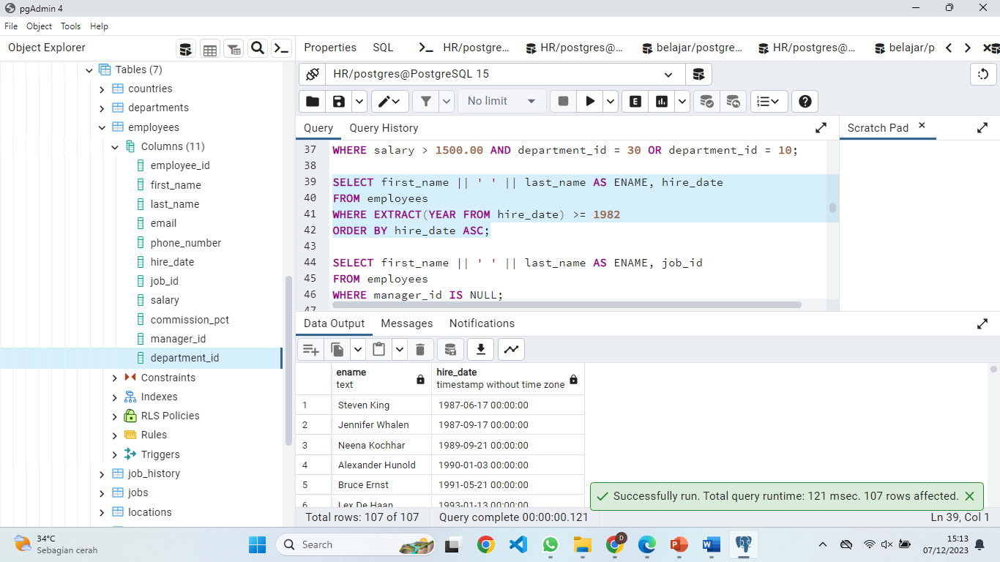 pgAdmin 4
File Object Tools Help
Object Explorer
Properties SQL HR/postgre... HR/postgres@... belajar/postgre... HR/postgres@... belajar/p
Tables (7)
countries
departments
employees
Columns (11)
employee_id
first_name
last_name
email
phone_number
hire_date
job_id
salary
commission_pct
manager_id
department_id
Constraints
Indexes
RLS Policies
Rules
Triggers
job_history
jobs
locations
HR/postgres@PostgreSQL 15
No limit
E
Query Query History
Scratch Pad
37 WHERE salary > 1500.00 AND department_id = 30 OR department_id = 10;
38
39 SELECT first_name || ' ' || last_name AS ENAME, hire_date
40 FROM employees
41 WHERE EXTRACT(YEAR FROM hire_date) >= 1982
42 ORDER BY hire_date ASC;
43
44 SELECT first_name || ' ' || last_name AS ENAME, job_id
45 FROM employees
46 WHERE manager_id IS NULL;
47
Data Output Messages Notifications
ename hire_date
text timestamp without time zone
1 Steven King 1987-06-17 00:00:00
2 Jennifer Whalen 1987-09-17 00:00:00
3 Neena Kochhar 1989-09-21 00:00:00
4 Alexander Hunold 1990-01-03 00:00:00
5 Bruce Ernst 1991-05-21 00:00:00
6 Lex De Haan 1993-01-13 00:00:00
Successfully run. Total query runtime: 121 msec. 107 rows affected.
Total rows: 107 of 107 Query complete 00:00:00.121 Ln 39, Col 1
34°C
Sebagian cerah
Search
D
15:13
07/12/2023